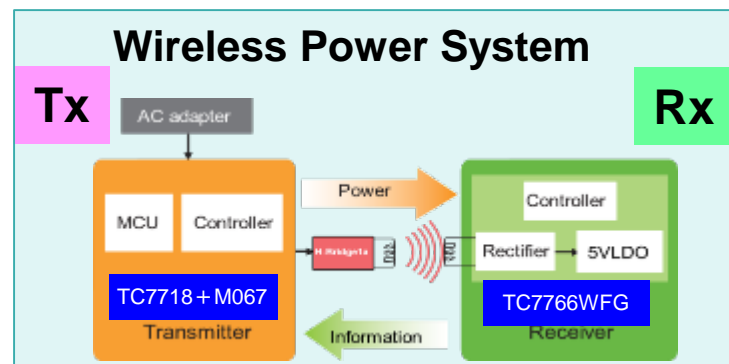 Wireless Power System
Tx
Rx
AC adapter
Power
MCU
Controller
Controller
Rectifier
5VLDO
TC7718+M067
TC7766WFG
Transmitter
Information
Receiver